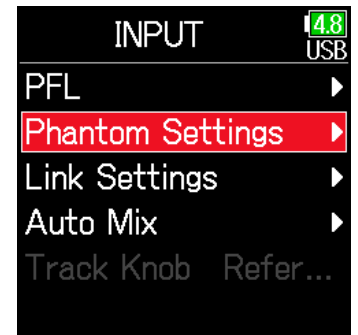 INPUT
4.8
USB
PFL
Phantom Settings
Link Settings
Auto Mix
Track Knob Refer...